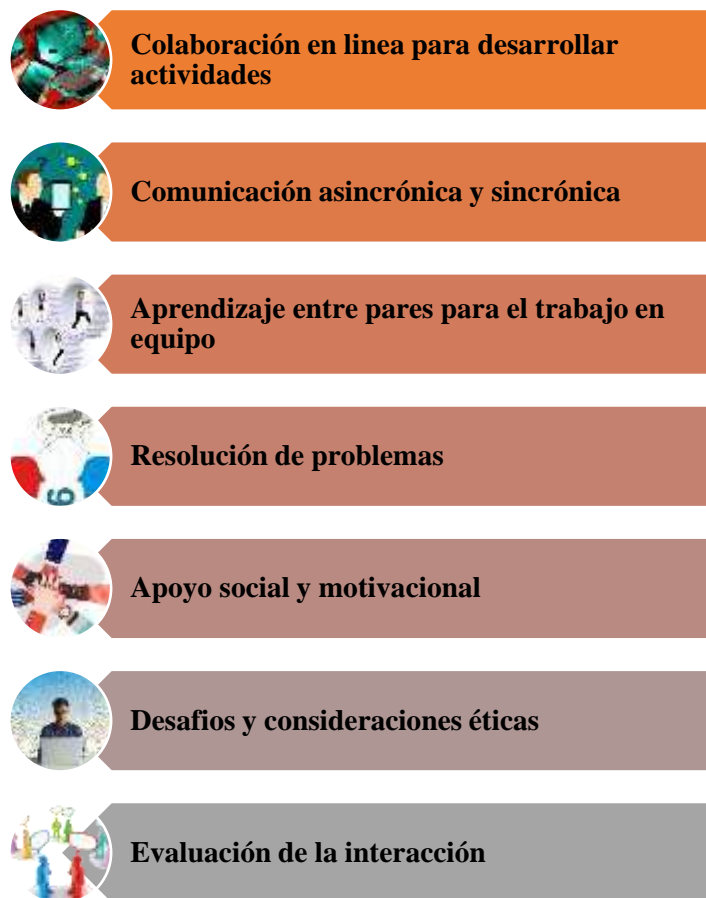 Colaboración en linea para desarrollar
actividades
Comunicación asincrónica y sincrónica
Aprendizaje entre pares para el trabajo en
equipo
Resolución de problemas
Apoyo social y motivacional
Desafios y consideraciones éticas
Evaluación de la interacción